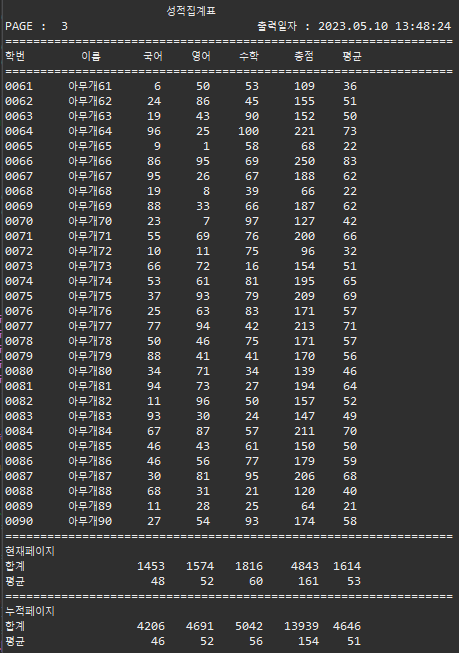 성적집계표
PAGE : 3 출력일자 : 2023.05.10 13:48:24
================================================================
학번 이름 국어 영어 수학 총점 평균
================================================================
0061 아무개61 6 50 53 109 36
0062 아무개62 24 86 45 155 51
0063 아무개63 19 43 90 152 50
0064 아무개64 96 25 100 221 73
0065 아무개65 9 1 58 68 22
0066 아무개66 86 95 69 250 83
0067 아무개67 95 26 67 188 62
0068 아무개68 19 8 39 66 22
0069 아무개69 88 33 66 187 62
0070 아무개70 23 7 97 127 42
0071 아무개71 55 69 76 200 66
0072 아무개72 10 11 75 96 32
0073 아무개73 66 72 16 154 51
0074 아무개74 53 61 81 195 65
0075 아무개75 37 93 79 209 69
0076 아무개76 25 63 83 171 57
0077 아무개77 77 94 42 213 71
0078 아무개78 50 46 75 171 57
0079 아무개79 88 41 41 170 56
0080 아무개80 34 71 34 139 46
0081 아무개81 94 73 27 194 64
0082 아무개82 11 96 50 157 52
0083 아무개83 93 30 24 147 49
0084 아무개84 67 87 57 211 70
0085 아무개85 46 43 61 150 50
0086 아무개86 46 56 77 179 59
0087 아무개87 30 81 95 206 68
0088 아무개88 68 31 21 120 40
0089 아무개89 11 28 25 64 21
0090 아무개90 27 54 93 174 58
================================================================
현재페이지
합계 1453 1574 1816 4843 1614
평균 48 52 60 161 53
================================================================
누적페이지
합계 4206 4691 5042 13939 4646
평균 46 52 56 154 51